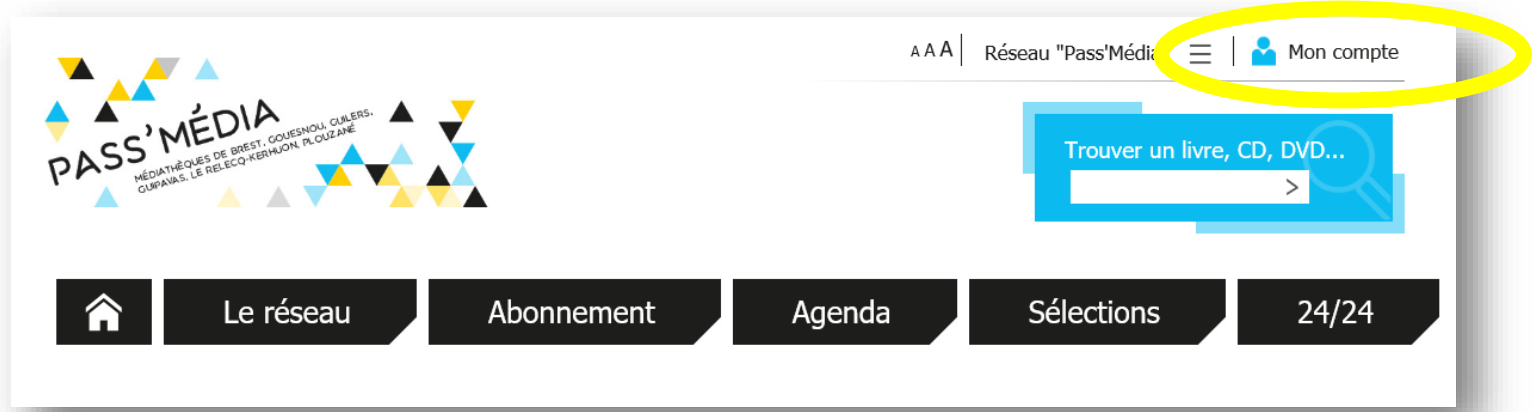 A A A Réseau "Pass'Média Mon compte
PASS'MÉDIA
MÉDIATHÈQUES DE BREST, GOUESNOU, GUILERS,
GUIPAVAS, LE RELECQ-KERHUON, PLOUZANÉ
Trouver un livre, CD, DVD...
>
Le réseau Abonnement Agenda Sélections 24/24